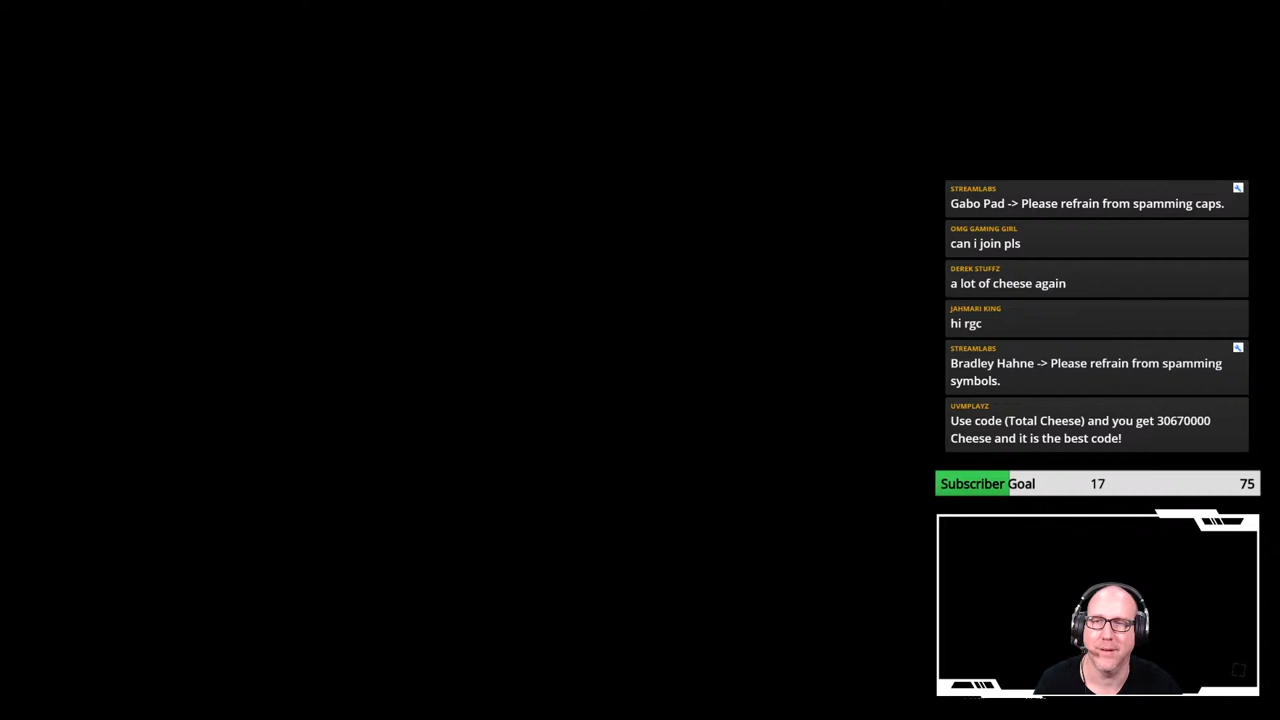 STREAMLABS
Gabo Pad -> Please refrain from spamming caps.
OMG GAMING GIRL
can i join pls
DEREK STUFFZ
a lot of cheese again
JAHMARI KING
hi rgc
STREAMLABS
Bradley Hahne -> Please refrain from spamming
symbols.
UVMPLAYZ
Use code (Total Cheese) and you get 30670000
Cheese and it is the best code!
Subscriber Goal 17 75